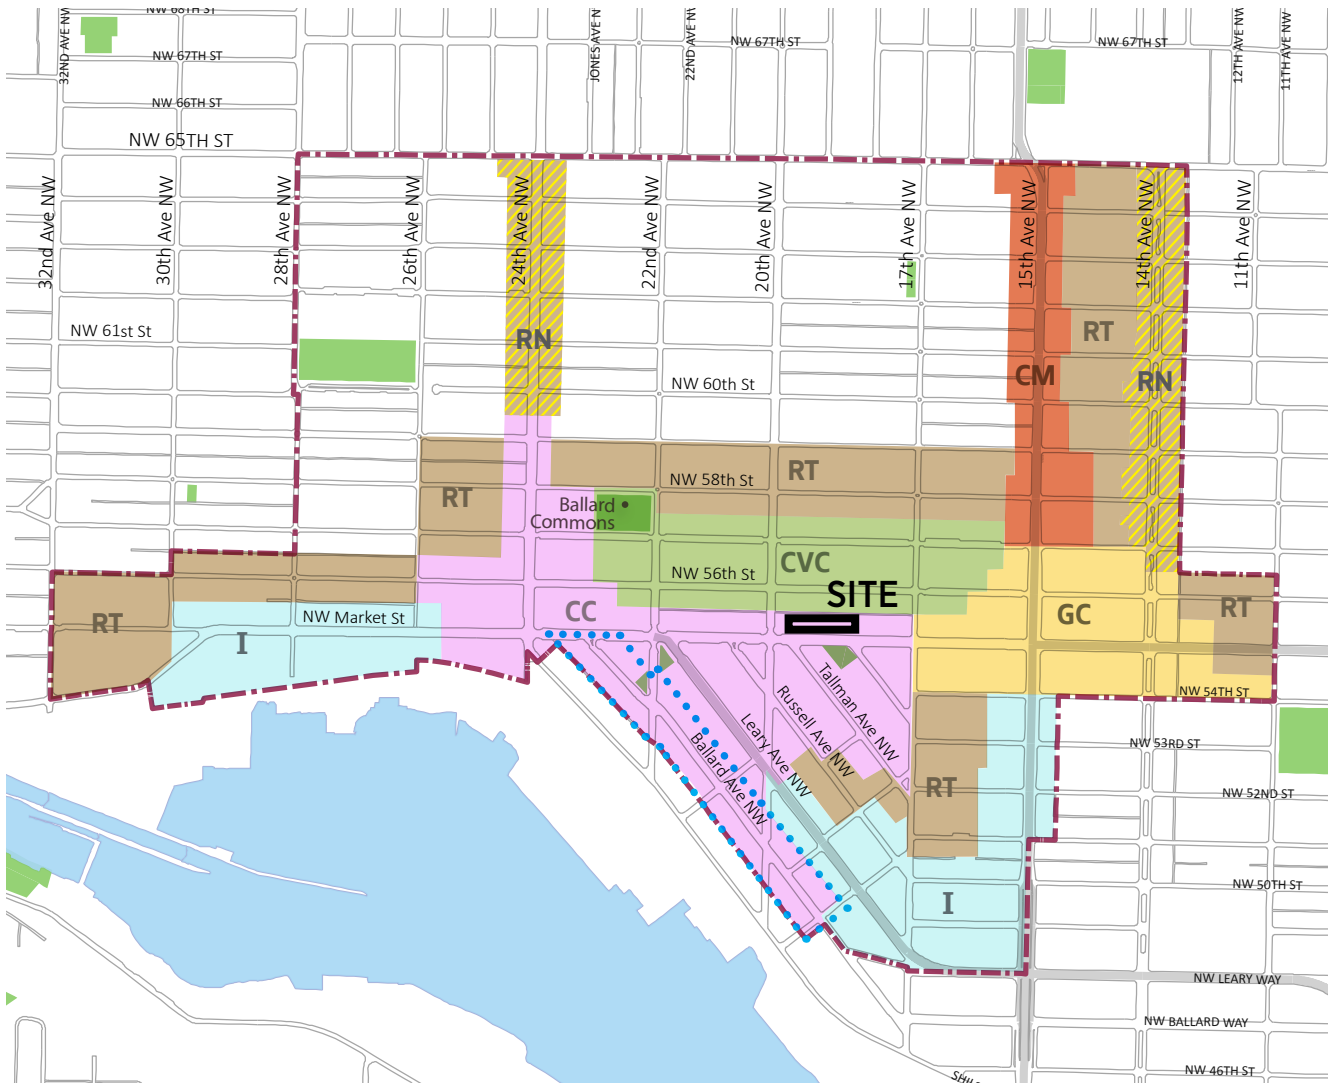 NW 68TH ST
32ND AVE NW
NW 67TH ST
JONES AVE N
22ND AVE N
NW 67TH ST
NW 67TH ST
12TH AVE NW
11TH AVE NW
NW 66TH ST
NW 65TH ST
32nd Ave NW
30th Ave NW
28th Ave NW
26th Ave NW
24th Ave NW
22nd Ave NW
20th Ave NW
17th Ave NW
15th Ave NW
14th Ave NW
11th Ave NW
NW 61st St
RN
RT
CM
RN
NW 60th St
RT
NW 58th St
RT
Ballard
Commons
CVC
NW 56th St
SITE
RT
I
NW Market St
CC
GC
RT
Tallman Ave NW
Russell Ave NW
Leary Ave NW
Ballard Ave NW
NW 54TH ST
NW 53RD ST
RT
NW 52ND ST
NW 50TH ST
I
NW LEARY WAY
NW BALLARD WAY
NW 46TH ST
SHIL